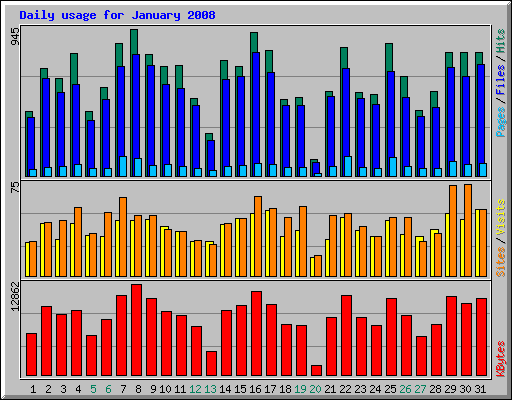 Daily usage for January 2008
945
Pages / Files / Hits
75
Sites / Visits
12862
KBytes
1 2 3 4 5 6 7 8 9 10 11 12 13 14 15 16 17 18 19 20 21 22 23 24 25 26 27 28 29 30 31